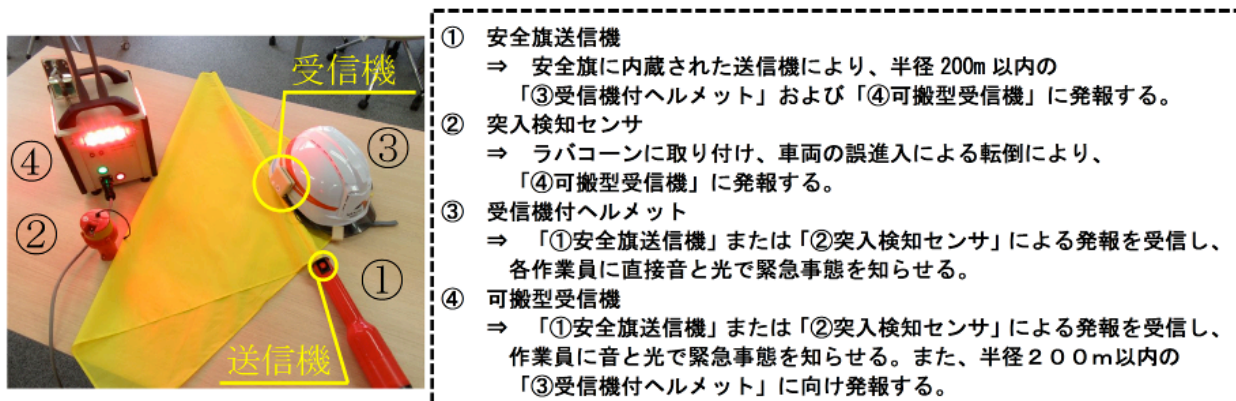 受信機
③
④
②
①
送信機
① 安全旗送信機
⇒ 安全旗に内蔵された送信機により、半径 200m 以内の
「③受信機付ヘルメット」および「④可搬型受信機」に発報する。
② 突入検知センサ
⇒ ラバコーンに取り付け、車両の誤進入による転倒により、
「④可搬型受信機」に発報する。
③ 受信機付ヘルメット
⇒ 「①安全旗送信機」または「②突入検知センサ」による発報を受信し、
各作業員に直接音と光で緊急事態を知らせる。
④ 可搬型受信機
⇒ 「①安全旗送信機」または「②突入検知センサ」による発報を受信し、
作業員に音と光で緊急事態を知らせる。また、半径２００ｍ以内の
「③受信機付ヘルメット」に向け発報する。